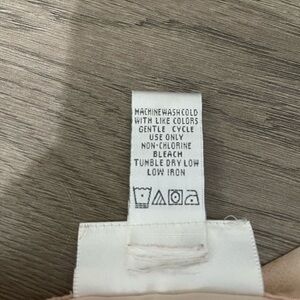 MACHINE WASH COLD
WITH LIKE COLORS
GENTLE CYCLE
USE ONLY
NON-CHLORINE
BLEACH
TUMBLE DRY LOW
LOW IRON